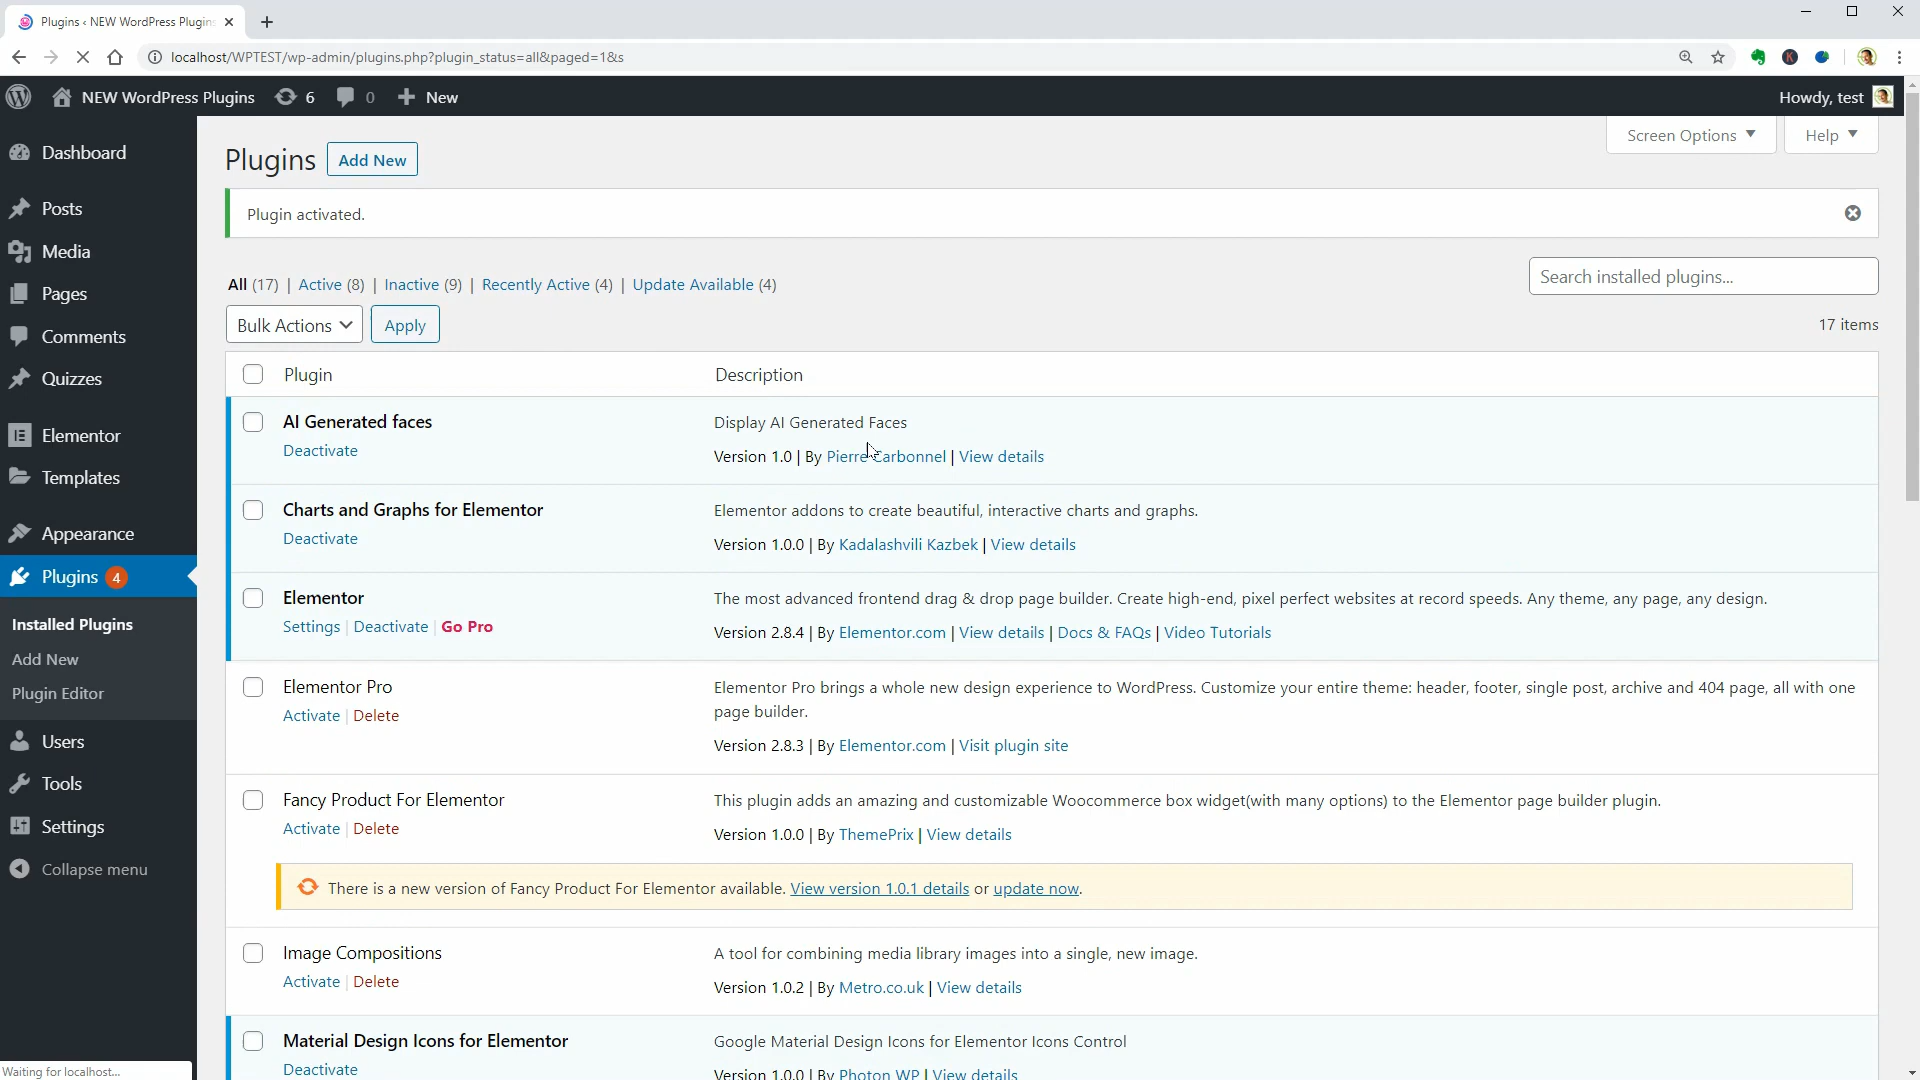 Plugins ‹ NEW WordPress Plugins
localhost/WPTEST/wp-admin/plugins.php?plugin_status=all&paged=1&s
K
NEW WordPress Plugins 6 0 New
Howdy, test
Screen Options
Help
Dashboard
Posts
Media
Pages
Comments
Quizzes
Elementor
Templates
Appearance
Plugins 4
Installed Plugins
Add New
Plugin Editor
Users
Tools
Settings
Collapse menu
Waiting for localhost...
Plugins Add New
Plugin activated.
All (17) | Active (8) | Inactive (9) | Recently Active (4) | Update Available (4)
Search installed plugins...
Bulk Actions Apply
17 items
Plugin Description
AI Generated faces
Deactivate
Display AI Generated Faces
Version 1.0 | By Pierre Carbonnel | View details
Charts and Graphs for Elementor
Deactivate
Elementor addons to create beautiful, interactive charts and graphs.
Version 1.0.0 | By Kadalashvili Kazbek | View details
Elementor
Settings | Deactivate | Go Pro
The most advanced frontend drag & drop page builder. Create high-end, pixel perfect websites at record speeds. Any theme, any page, any design.
Version 2.8.4 | By Elementor.com | View details | Docs & FAQs | Video Tutorials
Elementor Pro
Activate | Delete
Elementor Pro brings a whole new design experience to WordPress. Customize your entire theme: header, footer, single post, archive and 404 page, all with one
page builder.
Version 2.8.3 | By Elementor.com | Visit plugin site
Fancy Product For Elementor
Activate | Delete
This plugin adds an amazing and customizable Woocommerce box widget(with many options) to the Elementor page builder plugin.
Version 1.0.0 | By ThemePrix | View details
There is a new version of Fancy Product For Elementor available. View version 1.0.1 details or update now.
Image Compositions
Activate | Delete
A tool for combining media library images into a single, new image.
Version 1.0.2 | By Metro.co.uk | View details
Material Design Icons for Elementor
Deactivate
Google Material Design Icons for Elementor Icons Control
Version 1.0.0 | By Photon WP | View details